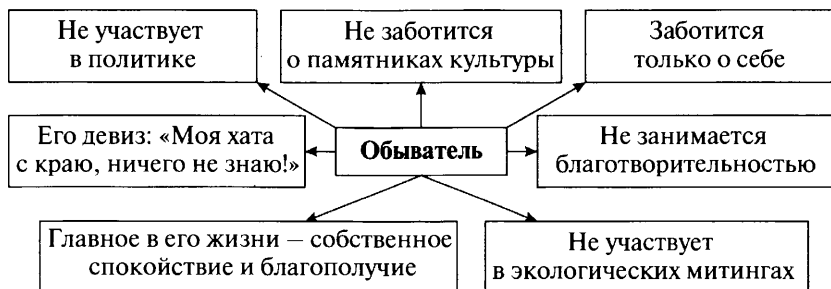 Не участвует
в политике
Не заботится
о памятниках культуры
Заботится
только о себе
Его девиз: «Моя хата
с краю, ничего не знаю!»
Обыватель
Не занимается
благотворительностью
Главное в его жизни – собственное
спокойствие и благополучие
Не участвует
в экологических митингах